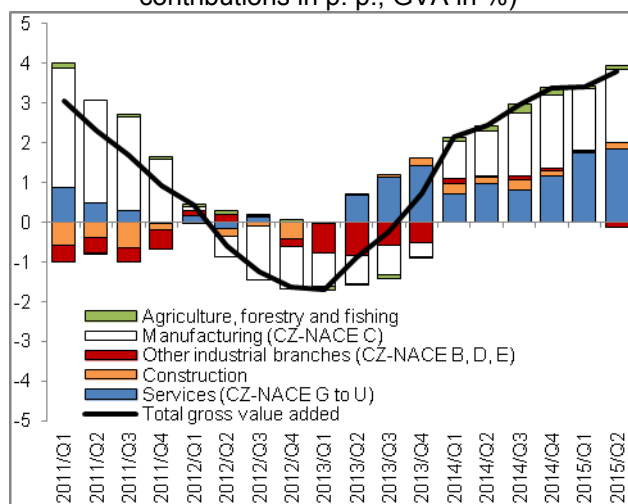 contributions in p. p., GVA in %)
5
4
3
2
1
0
-1
-2
-3
-4
-5
Agriculture, forestry and fishing
Manufacturing (CZ-NACE C)
Other industrial branches (CZ-NACE B, D, E)
Construction
Services (CZ-NACE G to U)
Total gross value added
2011/Q1
2011/Q2
2011/Q3
2011/Q4
2012/Q1
2012/Q2
2012/Q3
2012/Q4
2013/Q1
2013/Q2
2013/Q3
2013/Q4
2014/Q1
2014/Q2
2014/Q3
2014/Q4
2015/Q1
2015/Q2